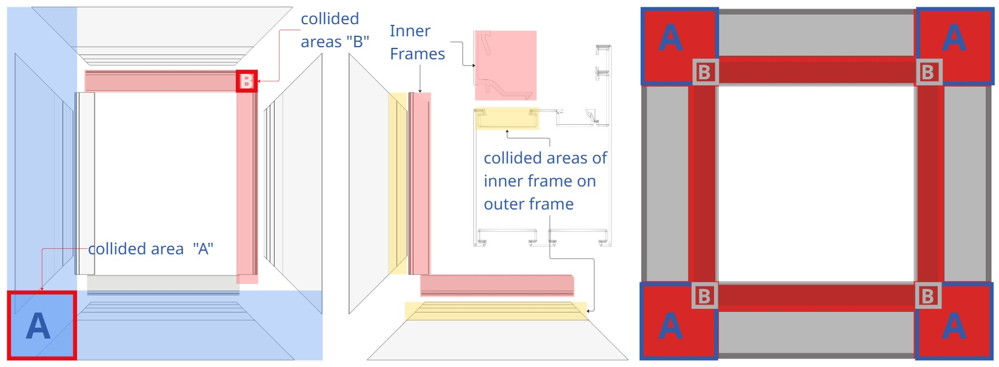 collided
areas "B"
B
collided area "A"
A
Inner
Frames
collided areas of
inner frame on
outer frame
A
A
B
B
B
B
A
A